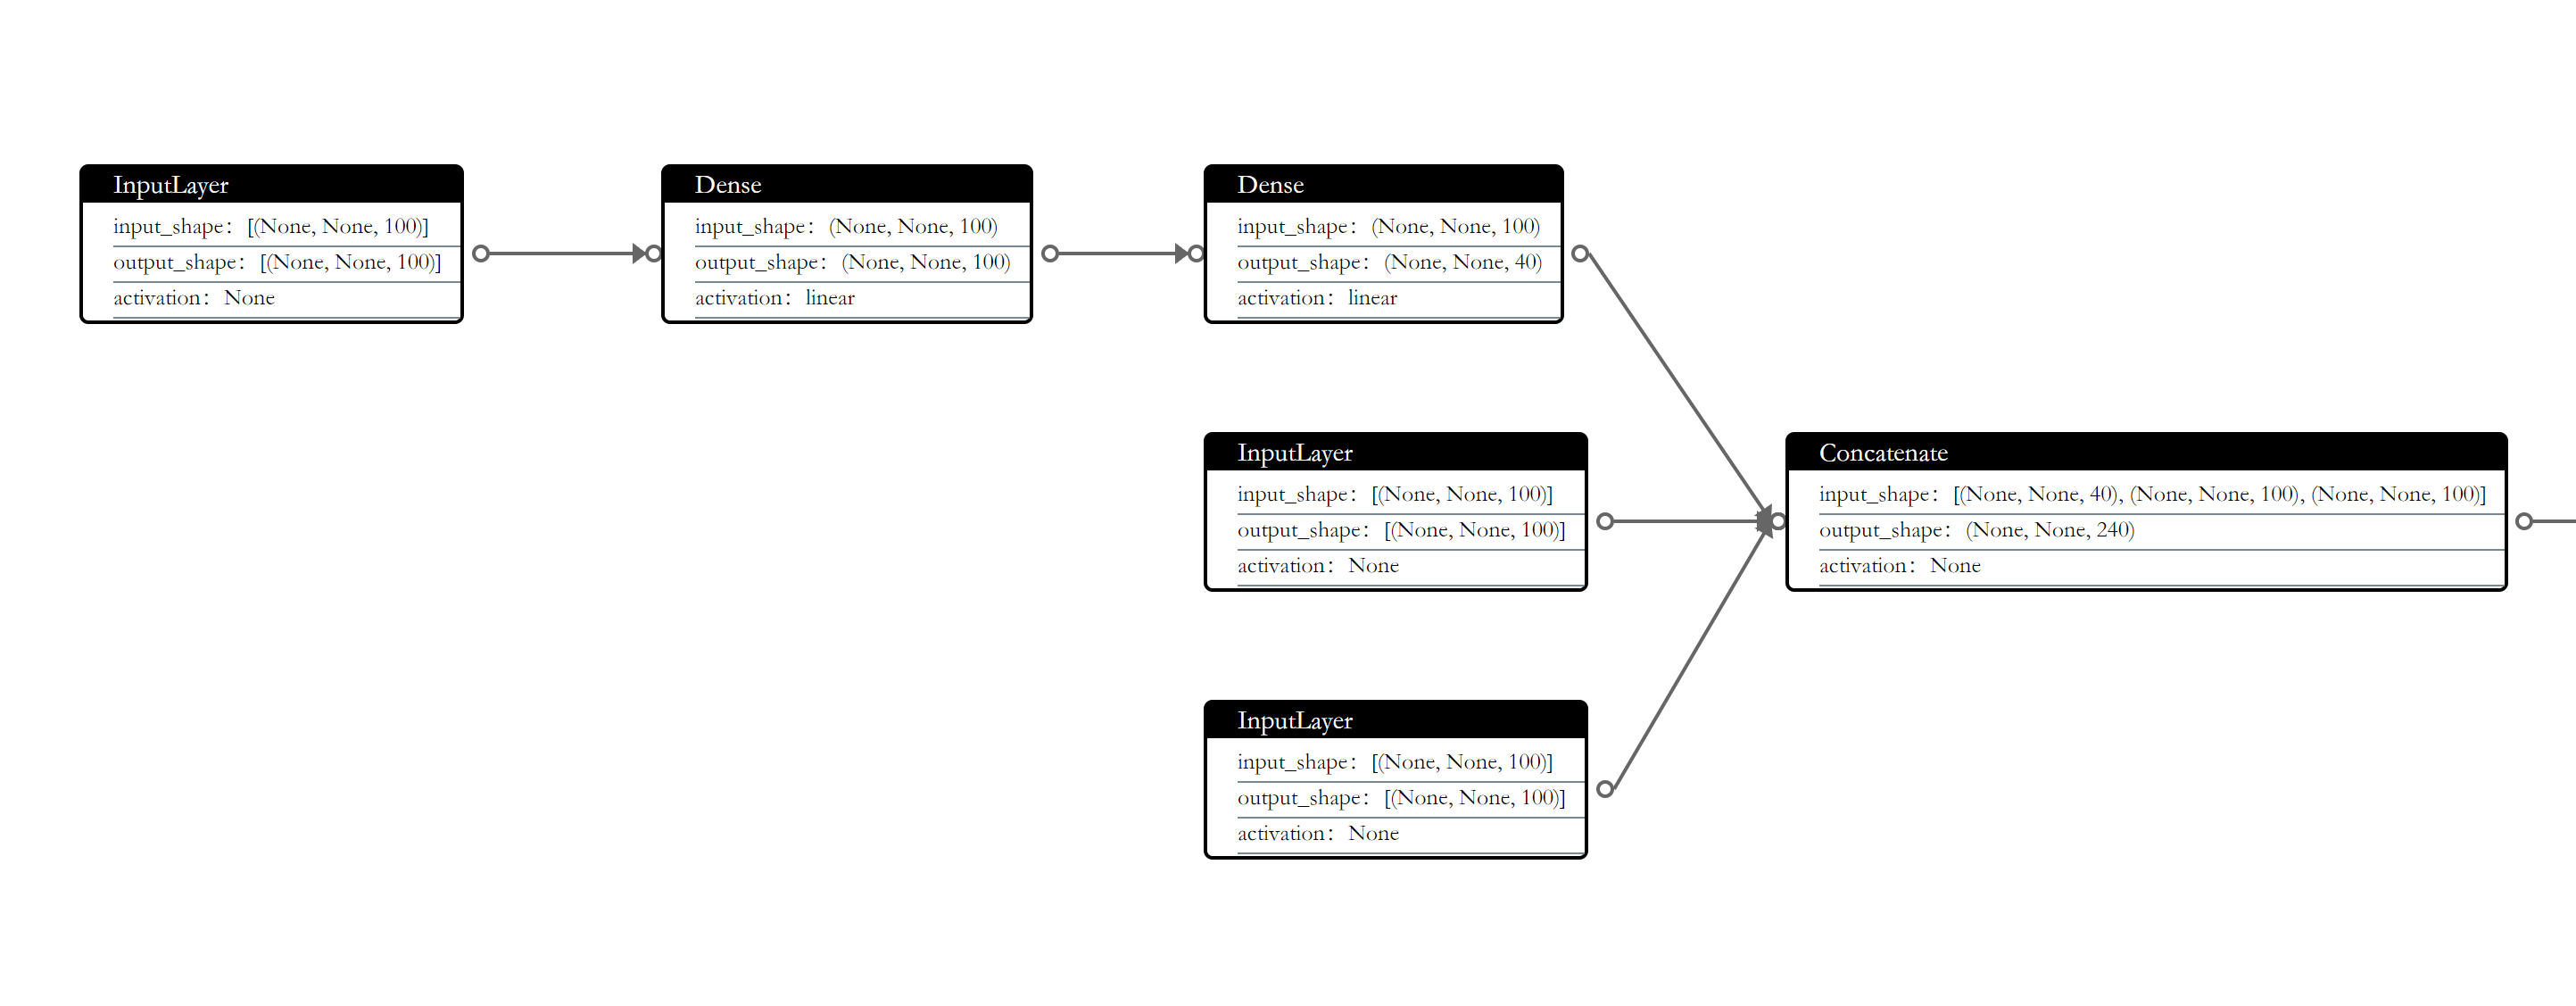 InputLayer
input_shape: [(None, None, 100)]
output_shape: [(None, None, 100)]
activation: None
Dense
input_shape: (None, None, 100)
output_shape: (None, None, 100)
activation: linear
Dense
input_shape: (None, None, 100)
output_shape: (None, None, 40)
activation: linear
InputLayer
input_shape: [(None, None, 100)]
output_shape: [(None, None, 100)]
activation: None
Concatenate
input_shape: [(None, None, 40), (None, None, 100), (None, None, 100)]
output_shape: (None, None, 240)
activation: None
InputLayer
input_shape: [(None, None, 100)]
output_shape: [(None, None, 100)]
activation: None